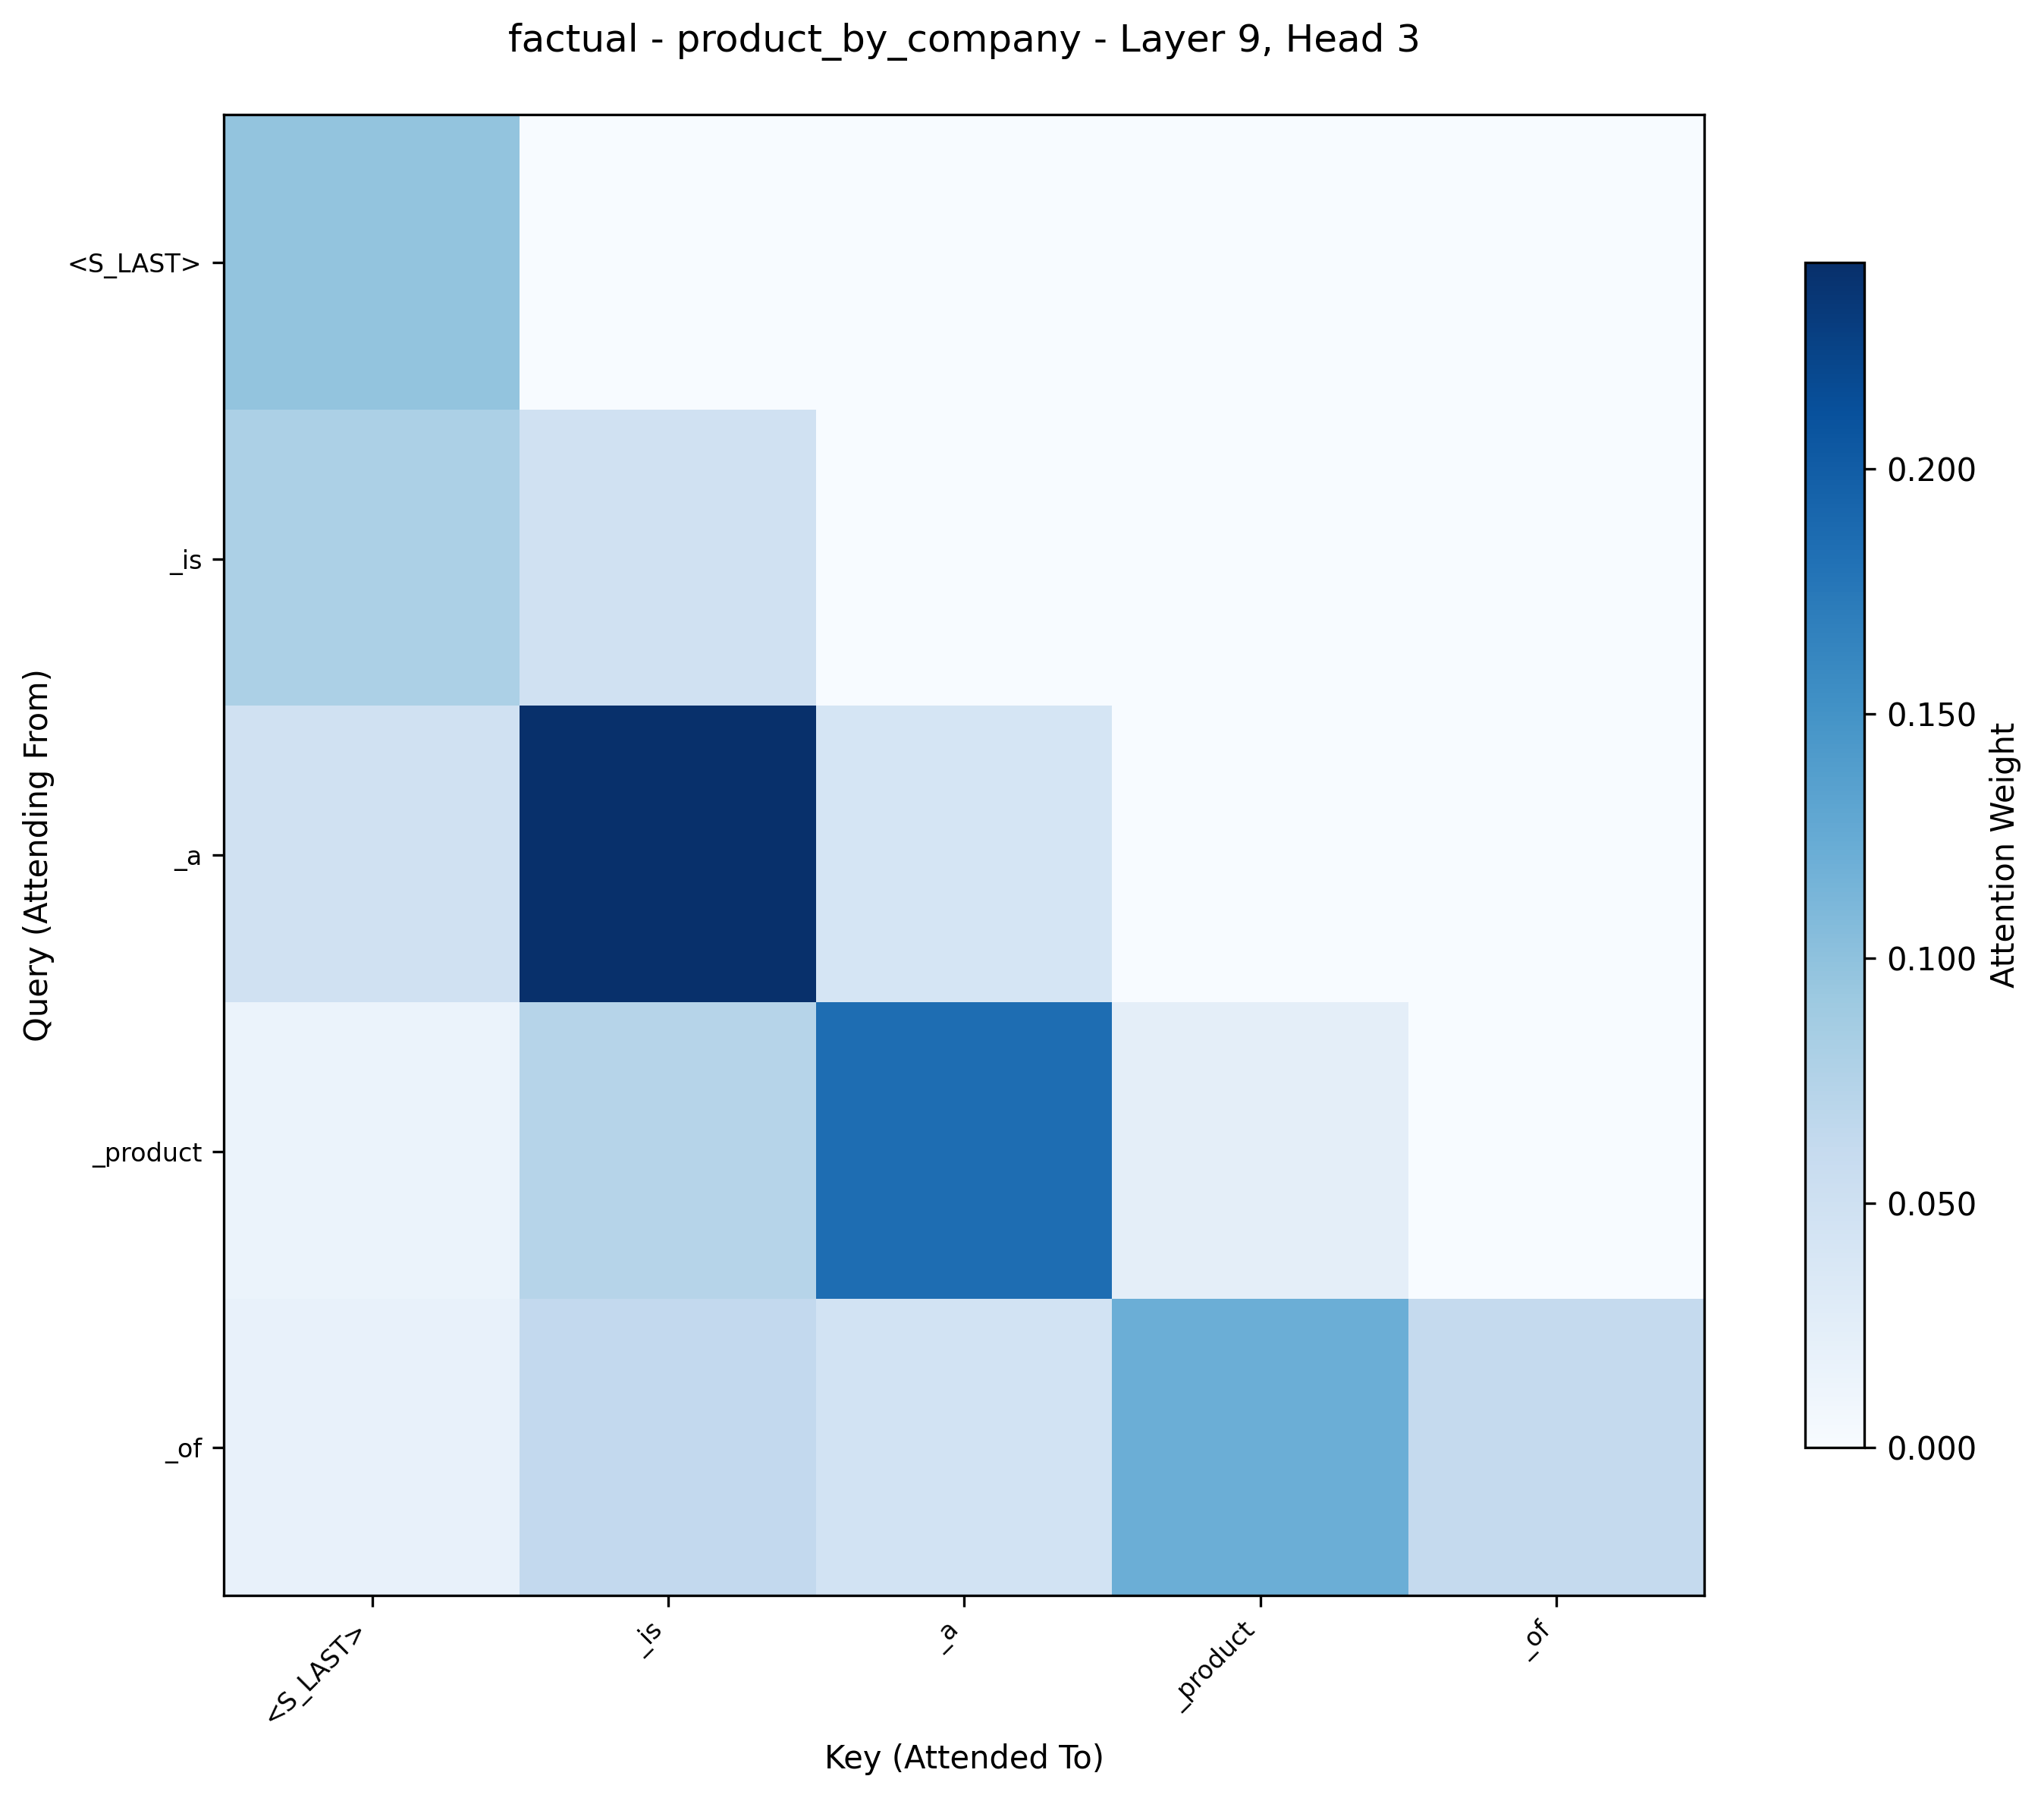 factual - product_by_company - Layer 9, Head 3
Query (Attending From)
<S_LAST>
_is
_a
_product
_of
<S_LAST>
_is
_a
_product
_of
Key (Attended To)
0.200
0.150
0.100
0.050
0.000
Attention Weight